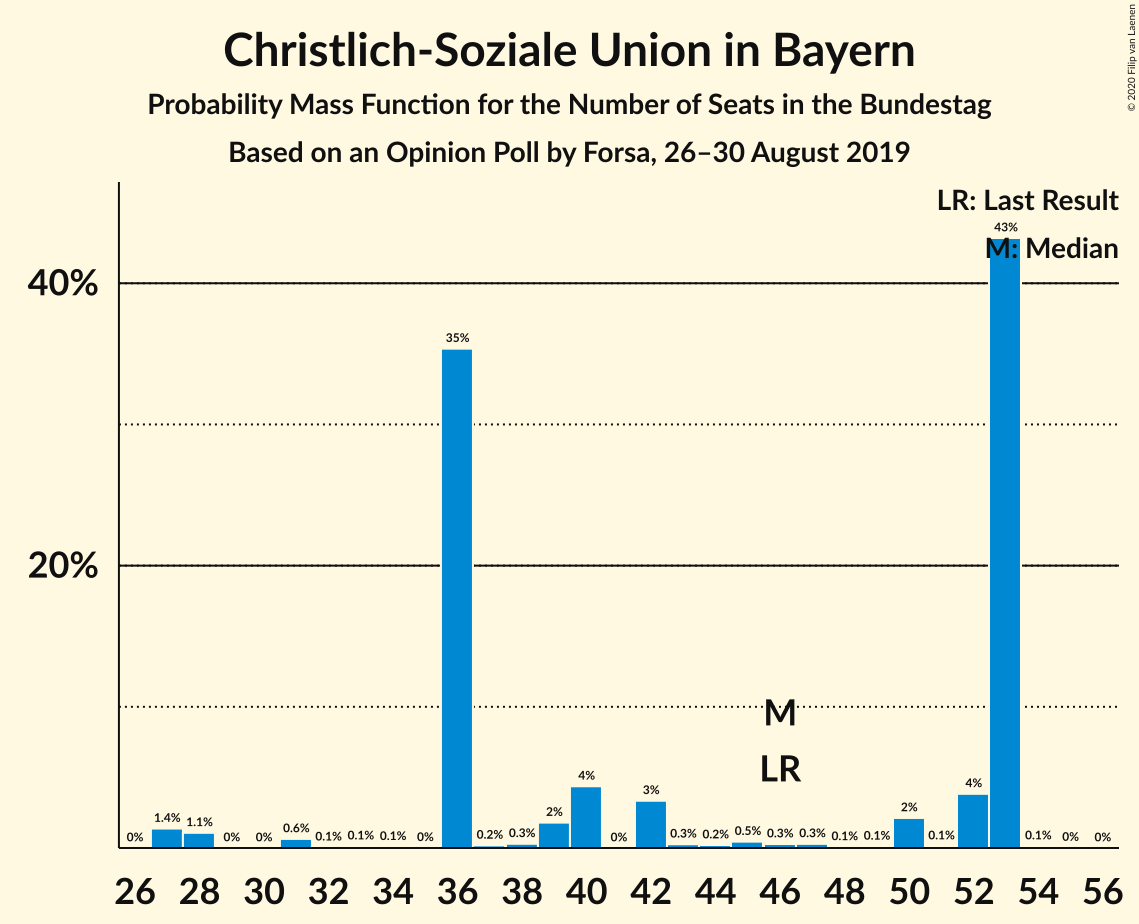 © 2020 Filip van Laenen
Christlich-Soziale Union in Bayern
Probability Mass Function for the Number of Seats in the Bundestag
Based on an Opinion Poll by Forsa, 26–30 August 2019
LR: Last Result
M: Median
40%
20%
0% 1.4% 1.1% 0% 0% 0.6% 0.1% 0.1% 0.1% 0% 35% 0.2% 0.3% 2% 4% 0% 3% 0.3% 0.2% 0.5% 0.3% 0.3% 0.1% 0.1% 2% 0.1% 4% 43% 0.1% 0% 0%
M
LR
26 28 30 32 34 36 38 40 42 44 46 48 50 52 54 56